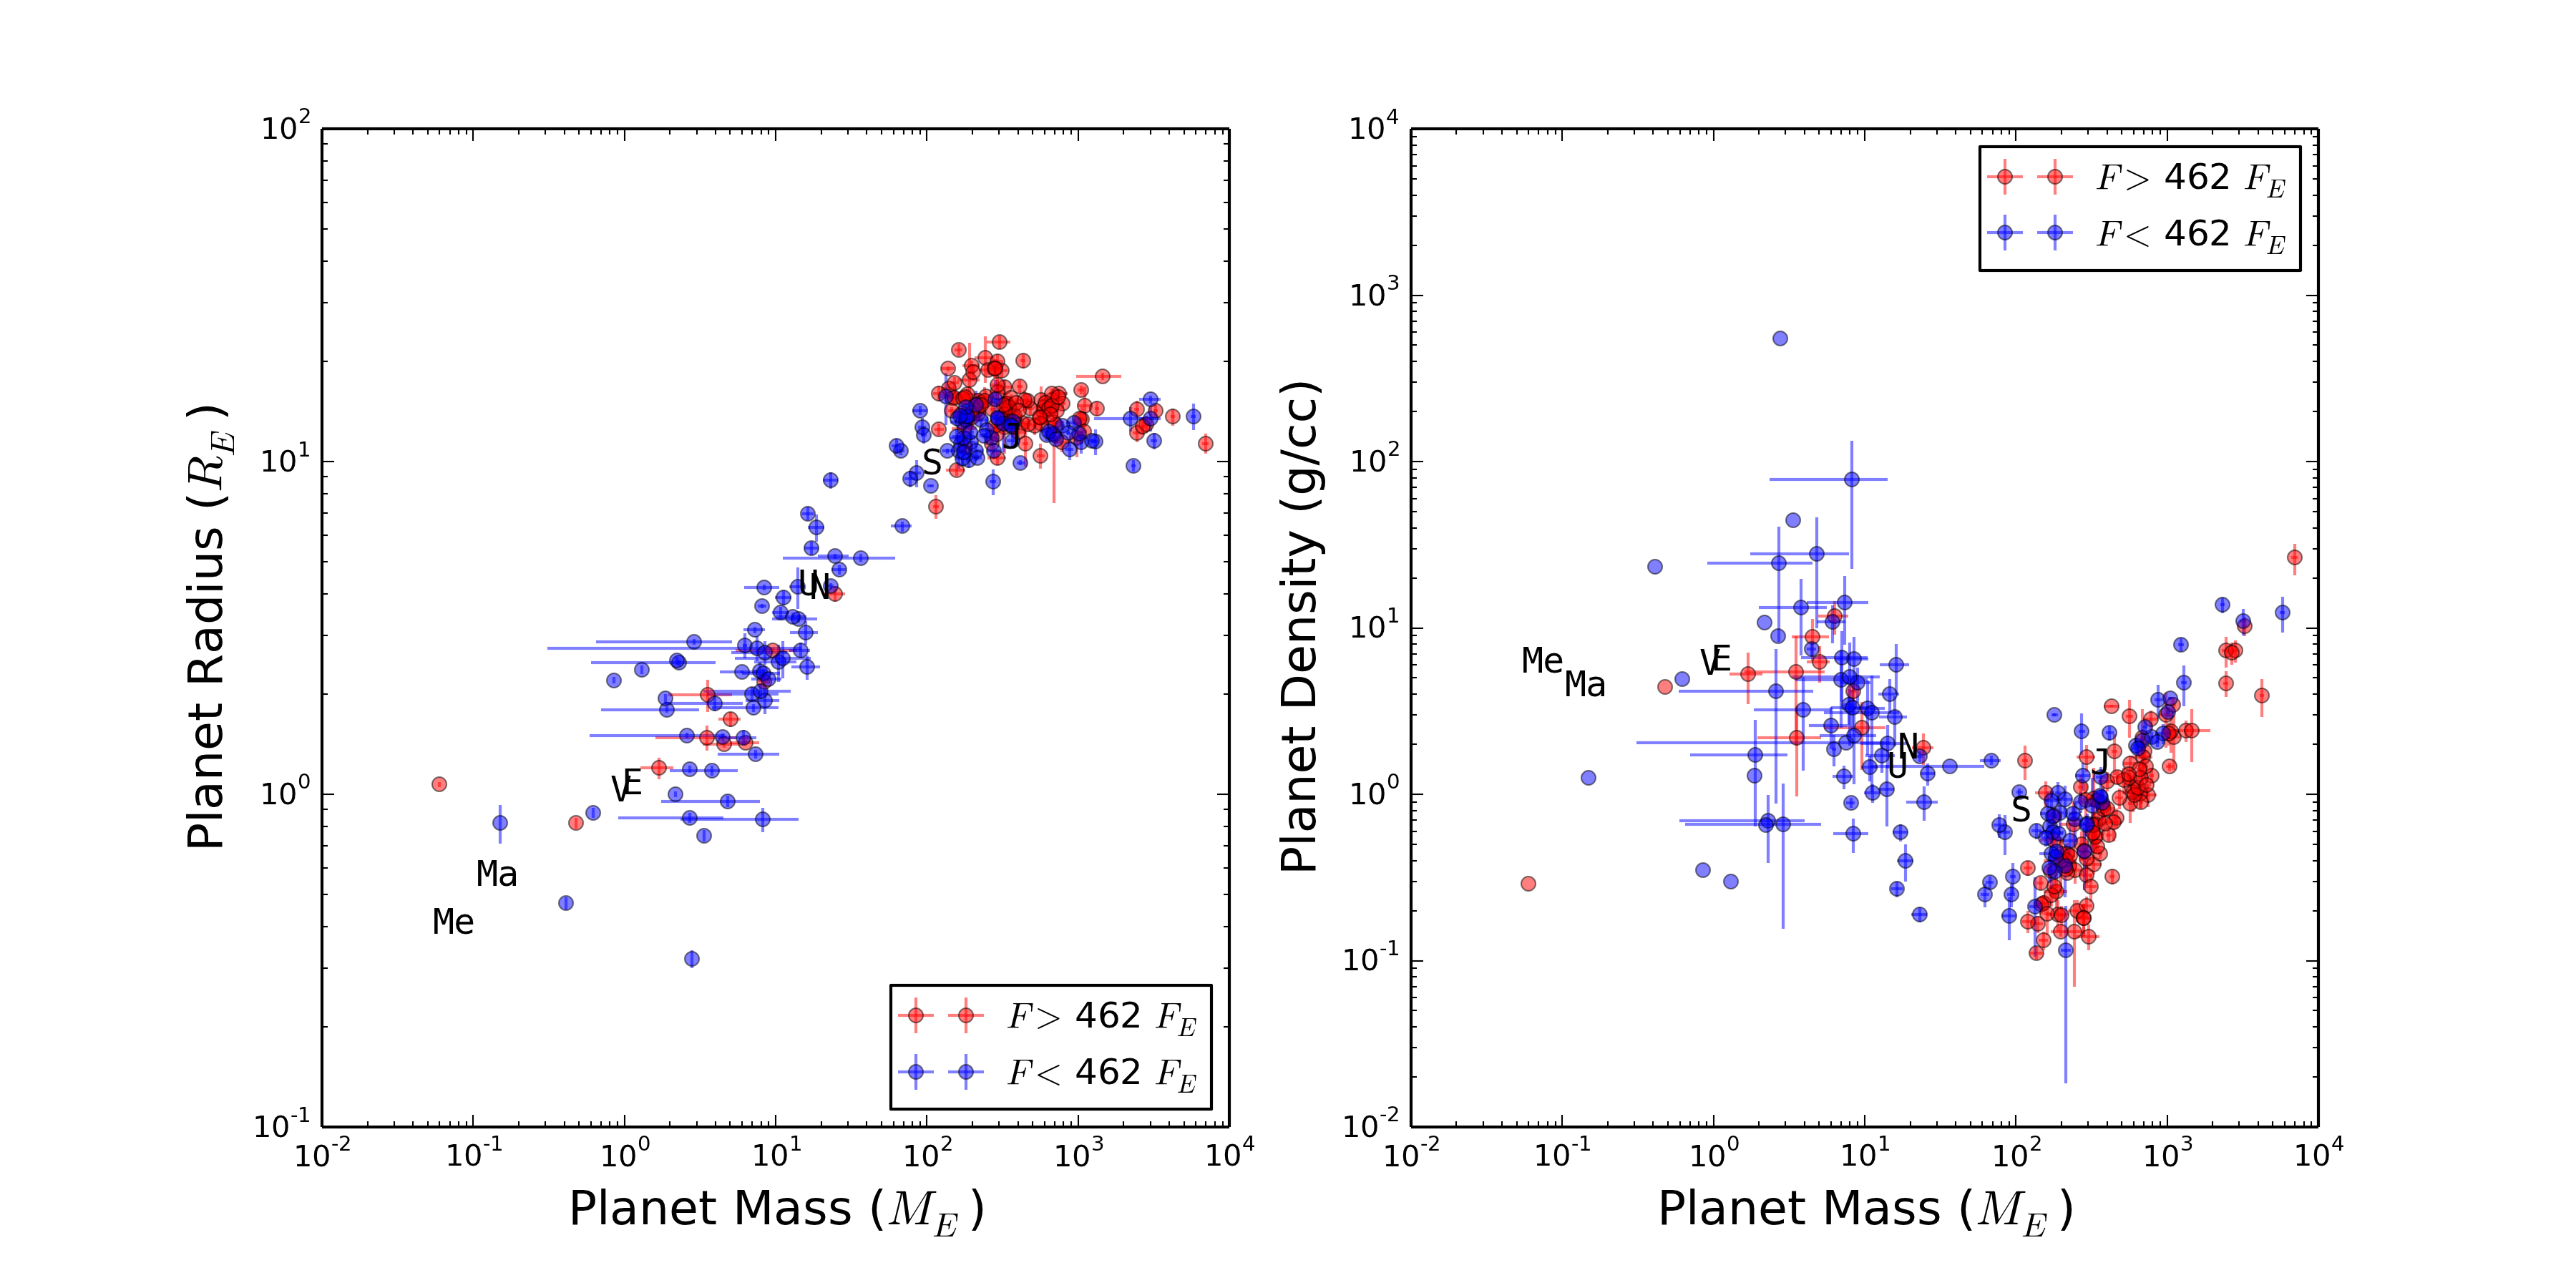 10^2
10^1
10^0
10^-1
Planet Radius (R_E)
10^-2 10^-1 10^0 10^1 10^2 10^3 10^4
Planet Mass (M_E)
Me
Ma
V
E
U
N
S
J
F > 462 F_E
F < 462 F_E
10^4
10^3
10^2
10^1
10^0
10^-1
10^-2
Planet Density (g/cc)
10^-2 10^-1 10^0 10^1 10^2 10^3 10^4
Planet Mass (M_E)
Me
Ma
V
E
N
U
S
J
F > 462 F_E
F < 462 F_E